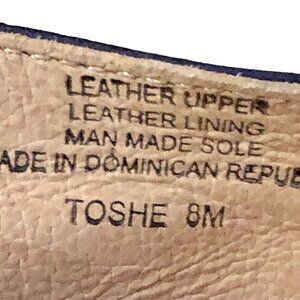 LEATHER UPPER
LEATHER LINING
MAN MADE SOLE
ADE IN DOMINICAN REPU
TOSHE 8M